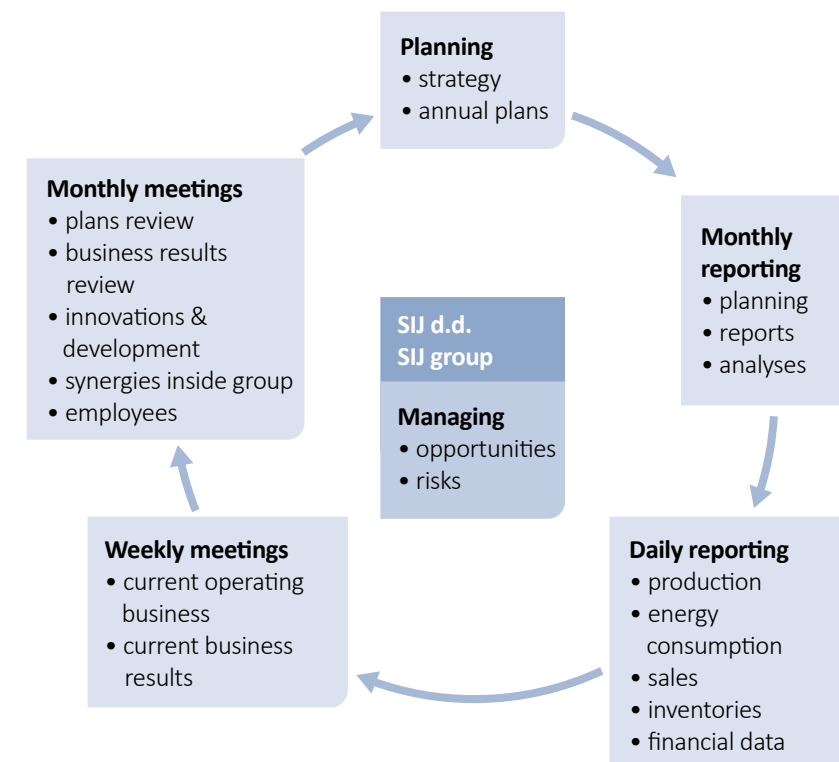 Planning
• strategy
• annual plans
Monthly meetings
• plans review
• business results
review
• innovations &
development
• synergies inside group
• employees
Monthly
reporting
• planning
• reports
• analyses
SIJ d.d.
SIJ group
Managing
• opportunities
• risks
Weekly meetings
• current operating
business
• current business
results
Daily reporting
• production
• energy
consumption
• sales
• inventories
• financial data